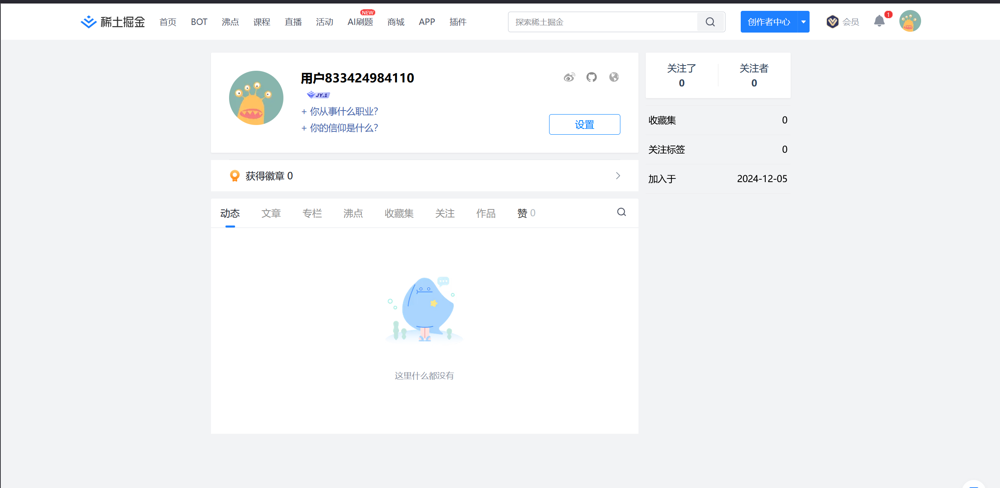 稀土掘金 首页 BOT 沸点 课程 直播 活动 AI刷题 NEW 商城 APP 插件 探索稀土掘金 创作者中心 会员 1
用户833424984110
JY.1
+ 你从事什么职业?
+ 你的信仰是什么?
设置
关注了 关注者
0 0
收藏集 0
关注标签 0
加入于 2024-12-05
获得徽章 0
动态 文章 专栏 沸点 收藏集 关注 作品 赞 0
这里什么都没有